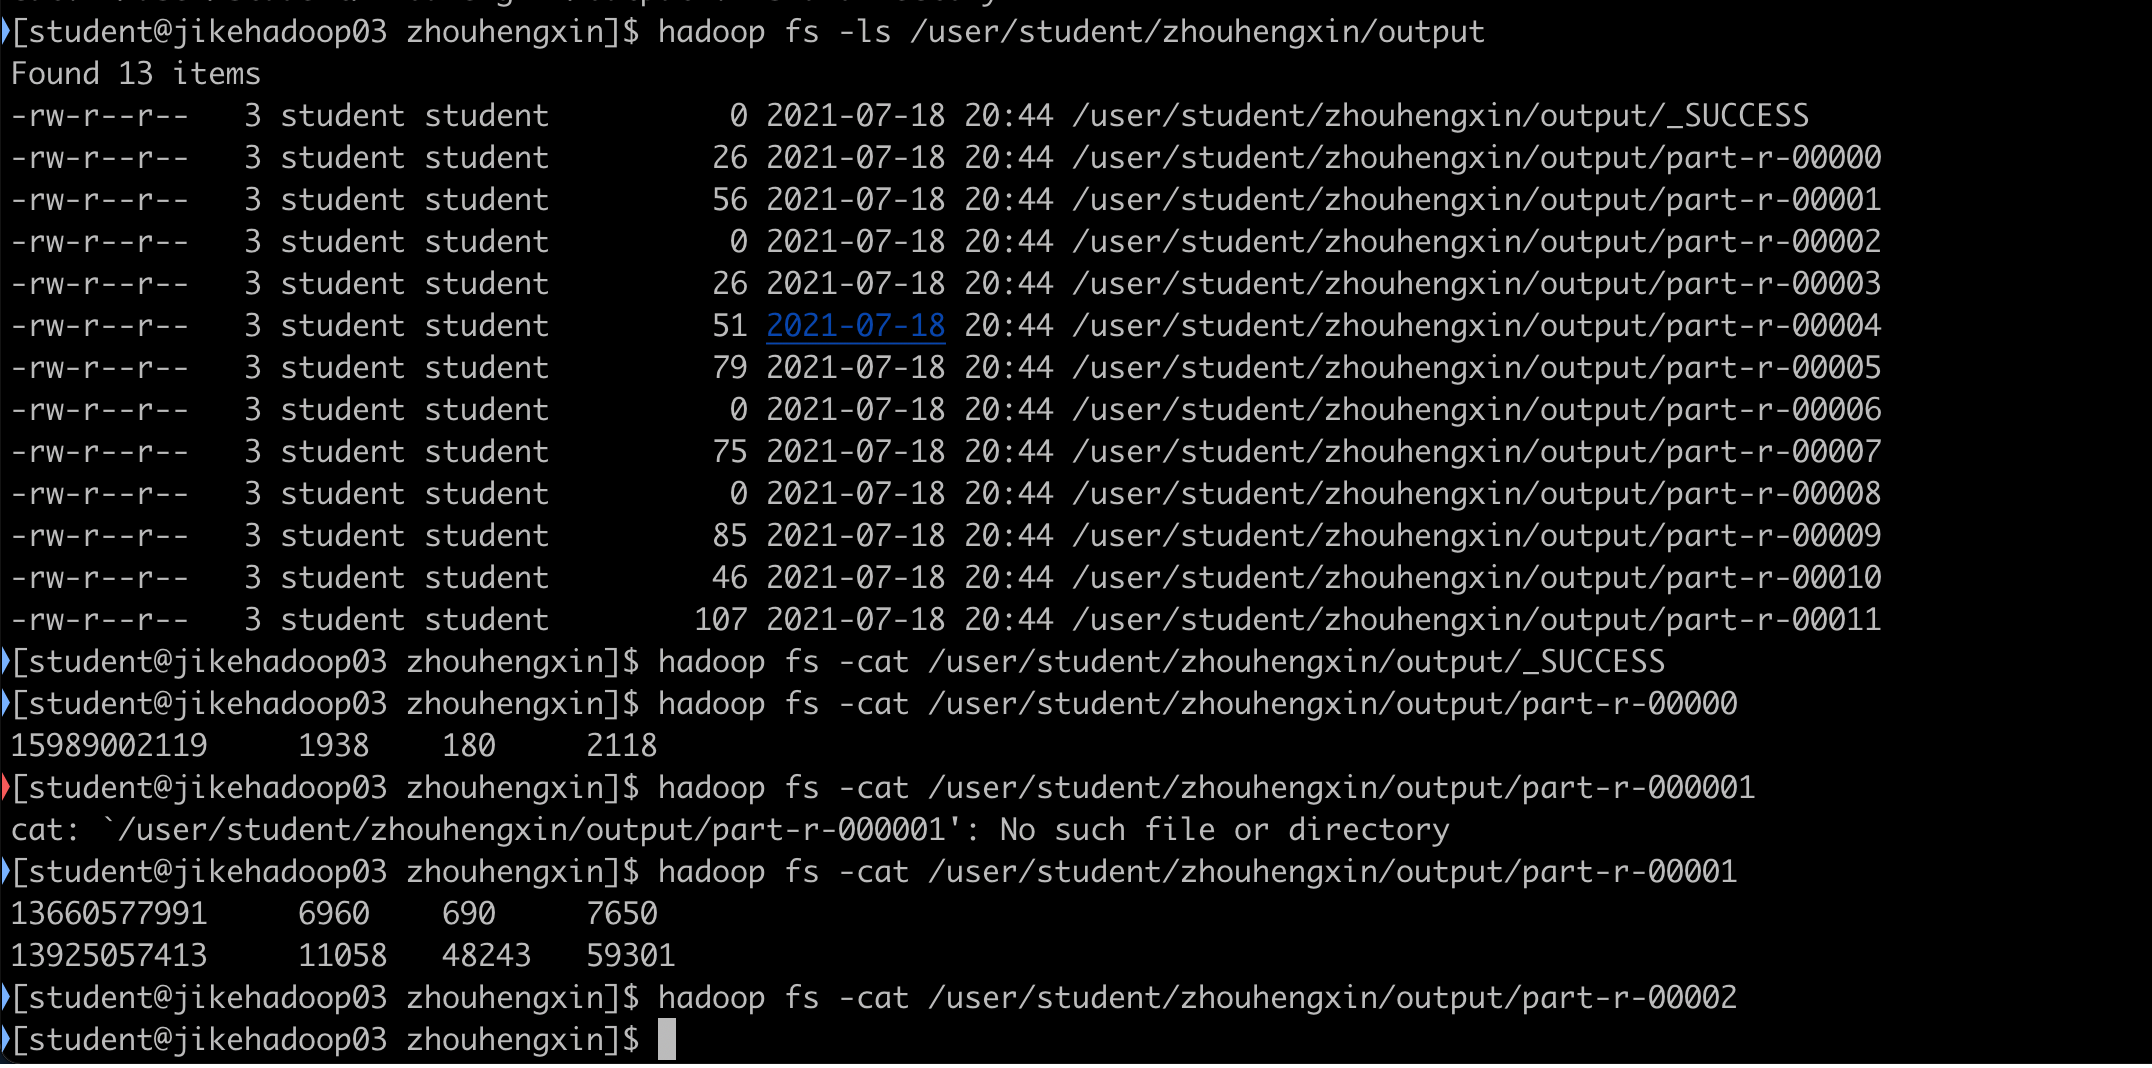 [student@jikehadoop03 zhouhengxin]$ hadoop fs -ls /user/student/zhouhengxin/output
Found 13 items
-rw-r--r--   3 student student          0 2021-07-18 20:44 /user/student/zhouhengxin/output/_SUCCESS
-rw-r--r--   3 student student         26 2021-07-18 20:44 /user/student/zhouhengxin/output/part-r-00000
-rw-r--r--   3 student student         56 2021-07-18 20:44 /user/student/zhouhengxin/output/part-r-00001
-rw-r--r--   3 student student          0 2021-07-18 20:44 /user/student/zhouhengxin/output/part-r-00002
-rw-r--r--   3 student student         26 2021-07-18 20:44 /user/student/zhouhengxin/output/part-r-00003
-rw-r--r--   3 student student         51 2021-07-18 20:44 /user/student/zhouhengxin/output/part-r-00004
-rw-r--r--   3 student student         79 2021-07-18 20:44 /user/student/zhouhengxin/output/part-r-00005
-rw-r--r--   3 student student          0 2021-07-18 20:44 /user/student/zhouhengxin/output/part-r-00006
-rw-r--r--   3 student student         75 2021-07-18 20:44 /user/student/zhouhengxin/output/part-r-00007
-rw-r--r--   3 student student          0 2021-07-18 20:44 /user/student/zhouhengxin/output/part-r-00008
-rw-r--r--   3 student student         85 2021-07-18 20:44 /user/student/zhouhengxin/output/part-r-00009
-rw-r--r--   3 student student         46 2021-07-18 20:44 /user/student/zhouhengxin/output/part-r-00010
-rw-r--r--   3 student student        107 2021-07-18 20:44 /user/student/zhouhengxin/output/part-r-00011
[student@jikehadoop03 zhouhengxin]$ hadoop fs -cat /user/student/zhouhengxin/output/_SUCCESS
[student@jikehadoop03 zhouhengxin]$ hadoop fs -cat /user/student/zhouhengxin/output/part-r-00000
15989002119     1938    180     2118
[student@jikehadoop03 zhouhengxin]$ hadoop fs -cat /user/student/zhouhengxin/output/part-r-000001
cat: `/user/student/zhouhengxin/output/part-r-000001': No such file or directory
[student@jikehadoop03 zhouhengxin]$ hadoop fs -cat /user/student/zhouhengxin/output/part-r-00001
13660577991     6960    690     7650
13925057413     11058   48243   59301
[student@jikehadoop03 zhouhengxin]$ hadoop fs -cat /user/student/zhouhengxin/output/part-r-00002
[student@jikehadoop03 zhouhengxin]$